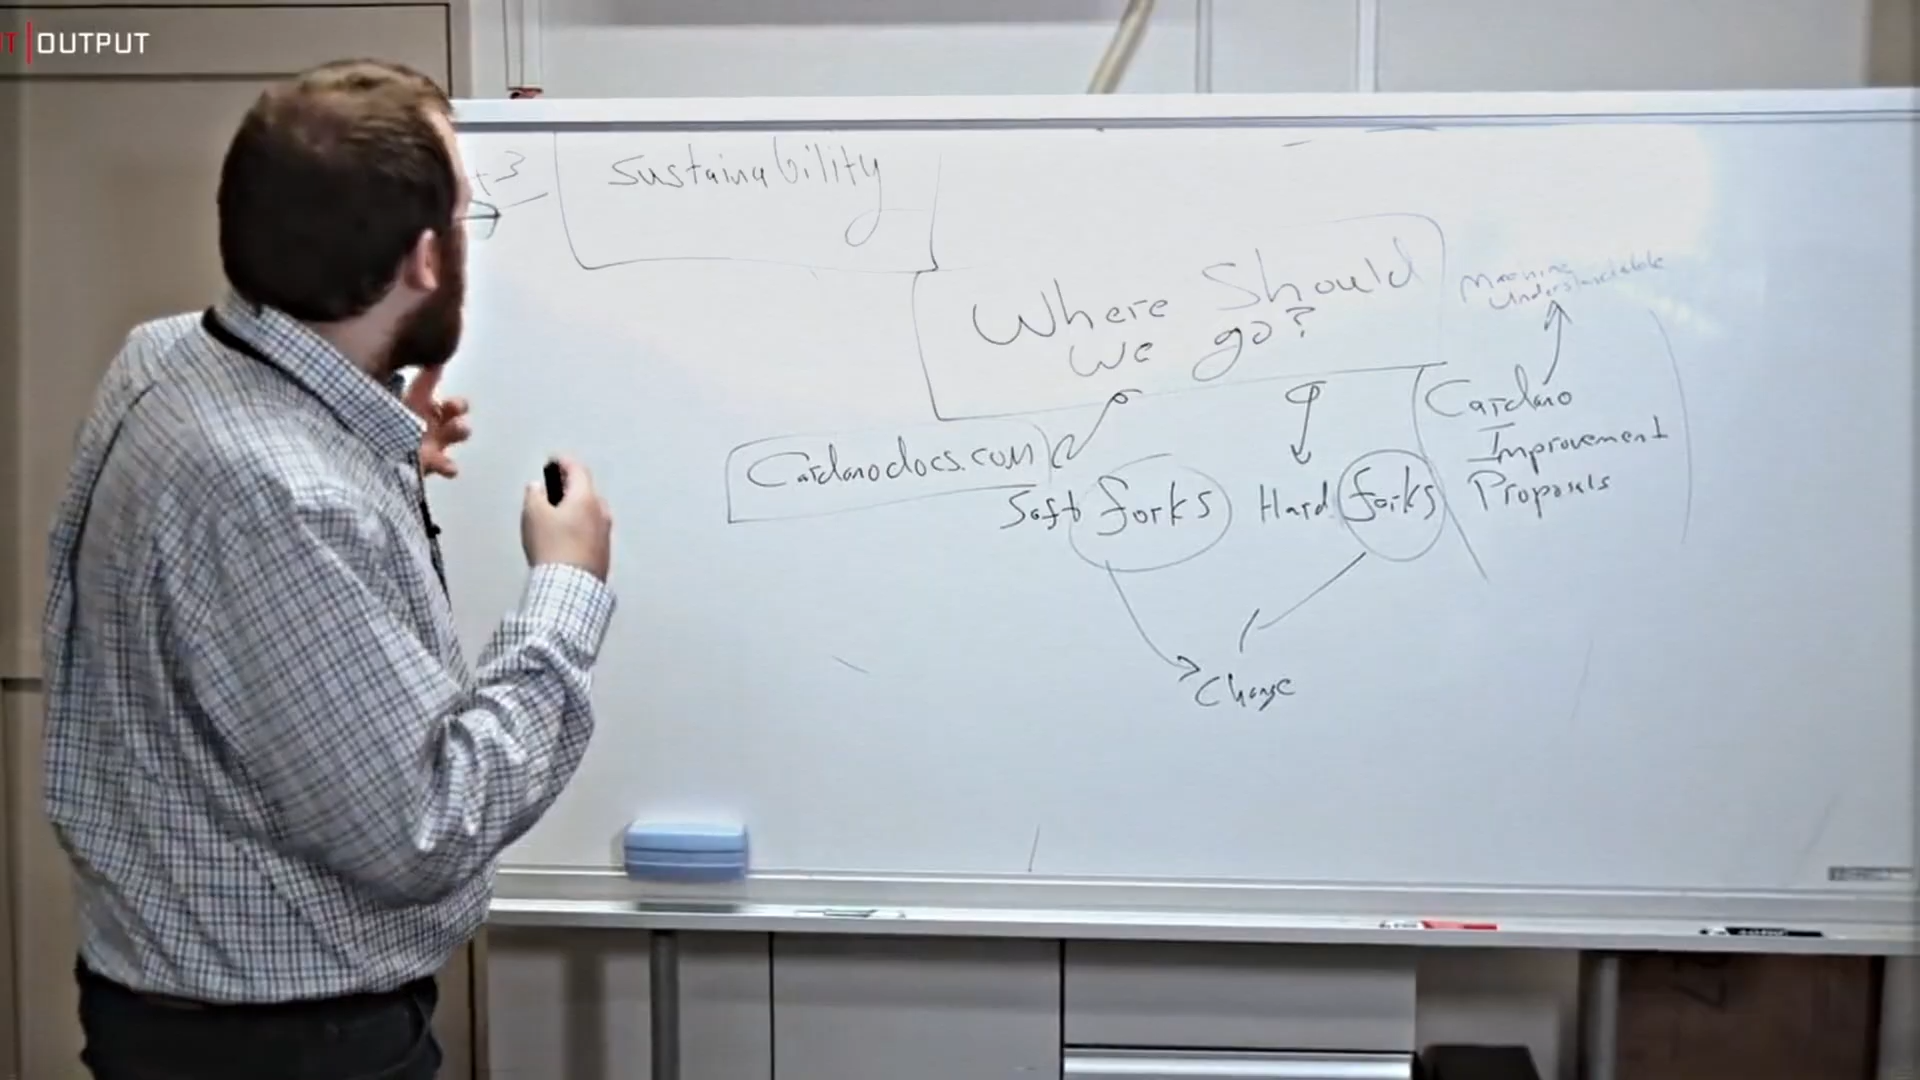 OUTPUT
Sustainability
Where Should
we go?
Machine
Understandable
Cardano
Improvement
Proposals
Cardanodocs.com
Soft forks
Hard forks
Change